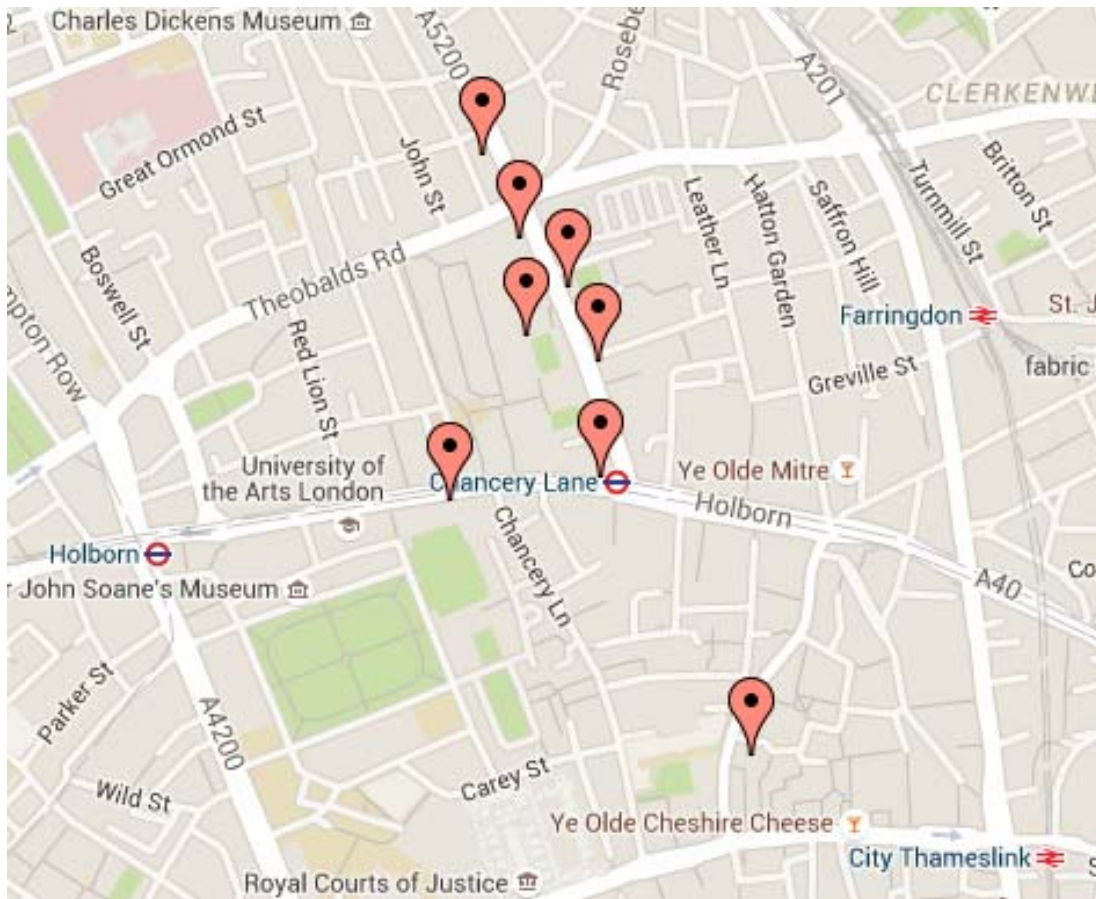 Charles Dickens Museum
A5200
Rosebe
A201
CLERKENWE
Great Ormond St
John St
Leather Ln
Hatton Garden
Saffron Hill
Turnmill St
Britton St
Boswell St
Theobalds Rd
mpton Row
Red Lion St
Farringdon
St. J
Greville St
fabric
University of
the Arts London
Chancery Lane
Ye Olde Mitre
Holborn
Chancery Ln
Holborn
A40
Co
r John Soane's Museum
Parker St
A4200
Wild St
Carey St
Ye Olde Cheshire Cheese
City Thameslink
S
Royal Courts of Justice